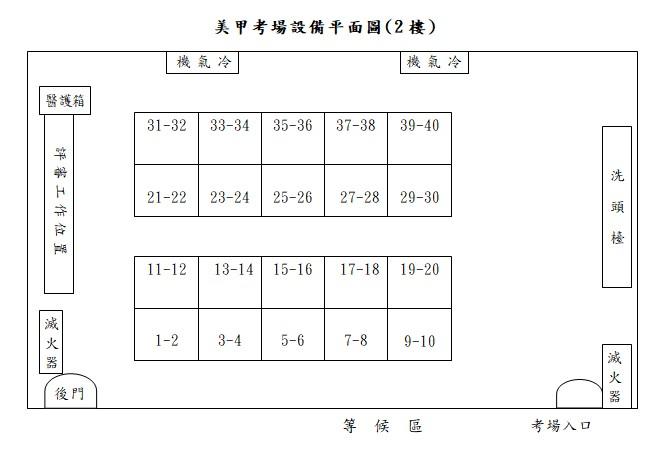 美甲考場設備平面圖(2樓)
機氣冷
機氣冷
醫護箱
31-32 33-34 35-36 37-38 39-40
21-22 23-24 25-26 27-28 29-30
評審工作位置
洗頭檯
11-12 13-14 15-16 17-18 19-20
1-2 3-4 5-6 7-8 9-10
滅火器
滅火器
後門
等候區
考場入口